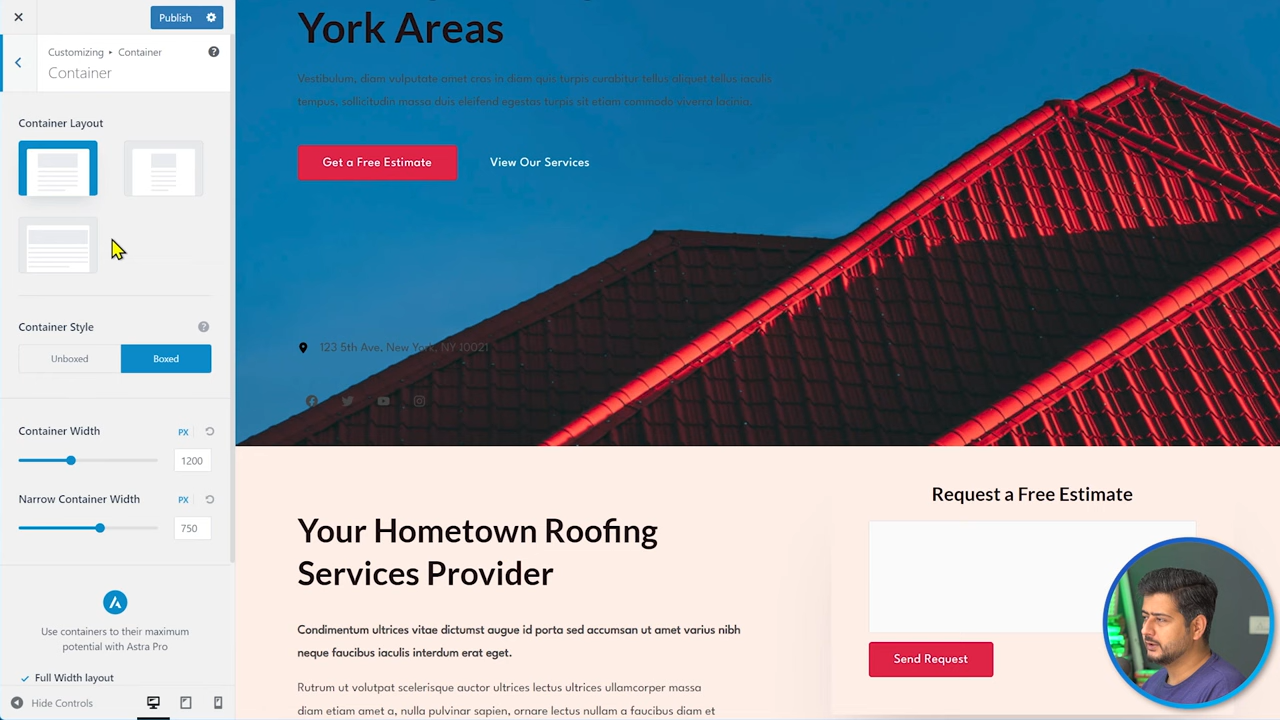 Publish
Customizing ▸ Container
Container
Container Layout
Container Style
Unboxed
Boxed
Container Width
PX
1200
Narrow Container Width
PX
750
Use containers to their maximum
potential with Astra Pro
Full Width layout
Hide Controls
York Areas
Vestibulum, diam vulputate amet cras in diam quis turpis curabitur tellus aliquet tellus iaculis
tempus, sollicitudin massa duis eleifend egestas turpis sit etiam commodo viverra lacinia.
Get a Free Estimate
View Our Services
123 5th Ave, New York, NY 10021
Your Hometown Roofing
Services Provider
Condimentum ultrices vitae dictumst augue id porta sed accumsan ut amet varius nibh
neque faucibus iaculis interdum erat eget.
Rutrum ut volutpat scelerisque auctor ultrices lectus ultrices ullamcorper massa
diam etiam amet a, nulla pulvinar sapien, ornare lectus nullam a faucibus diam et
Request a Free Estimate
Send Request